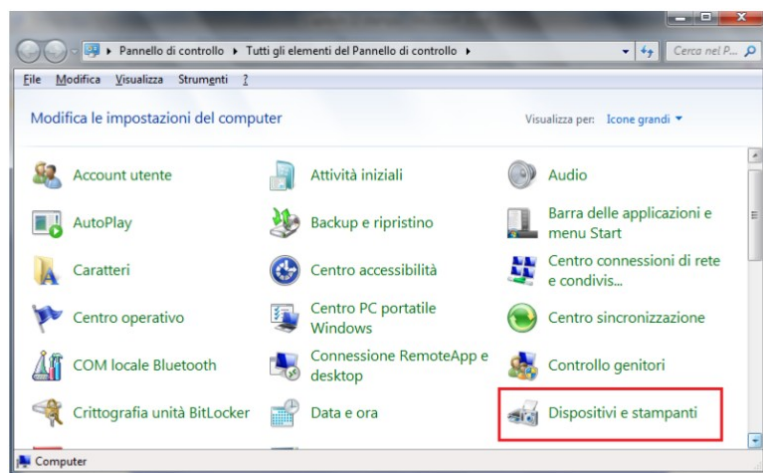 Pannello di controllo ▸ Tutti gli elementi del Pannello di controllo ▸
Cerca nel P...
File Modifica Visualizza Strumenti ?
Modifica le impostazioni del computer
Visualizza per: Icone grandi
Account utente
Attività iniziali
Audio
AutoPlay
Backup e ripristino
Barra delle applicazioni e
menu Start
Caratteri
Centro accessibilità
Centro connessioni di rete
e condivis...
Centro operativo
Centro PC portatile
Windows
Centro sincronizzazione
COM locale Bluetooth
Connessione RemoteApp e
desktop
Controllo genitori
Crittografia unità BitLocker
Data e ora
Dispositivi e stampanti
Computer